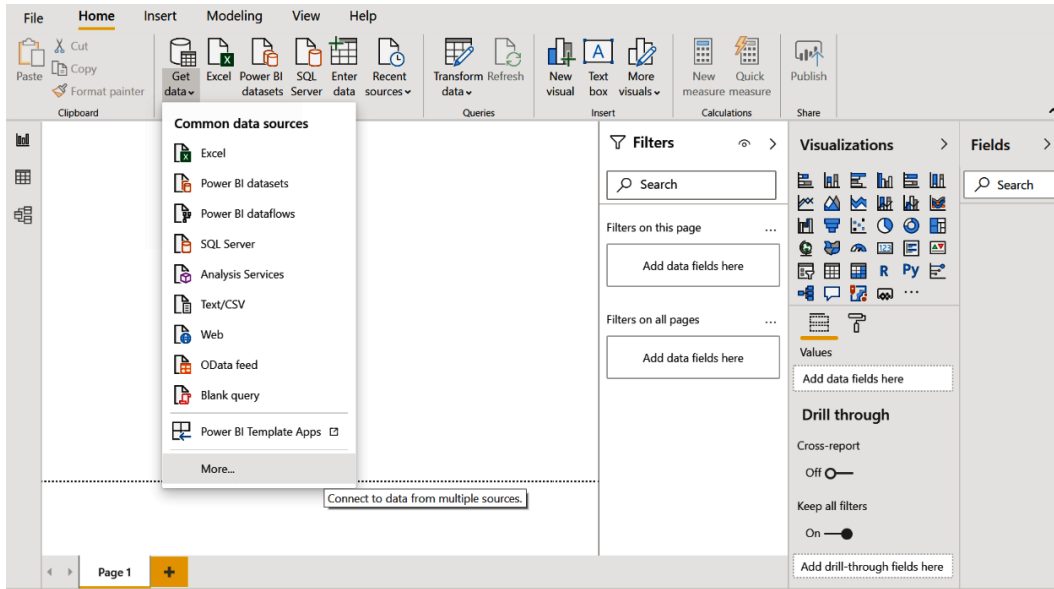 File Home Insert Modeling View Help
Paste
Cut
Copy
Format painter
Clipboard
Get
data
Excel
Power BI
datasets
SQL
Server
Enter
data
Recent
sources
Transform
data
Refresh
Queries
New
visual
Text
box
More
visuals
Insert
New
measure
Quick
measure
Calculations
Publish
Share
Common data sources
Excel
Power BI datasets
Power BI dataflows
SQL Server
Analysis Services
Text/CSV
Web
OData feed
Blank query
Power BI Template Apps
More...
Connect to data from multiple sources.
Filters
Search
Filters on this page ...
Add data fields here
Filters on all pages ...
Add data fields here
Visualizations
123
R Py
...
Values
Add data fields here
Drill through
Cross-report
Off
Keep all filters
On
Add drill-through fields here
Fields
Search
Page 1 +